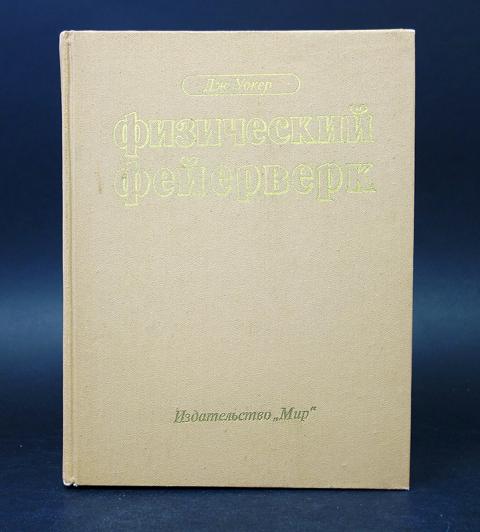 Дж. Уокер
физический
фейерверк
Издательство „Мир“